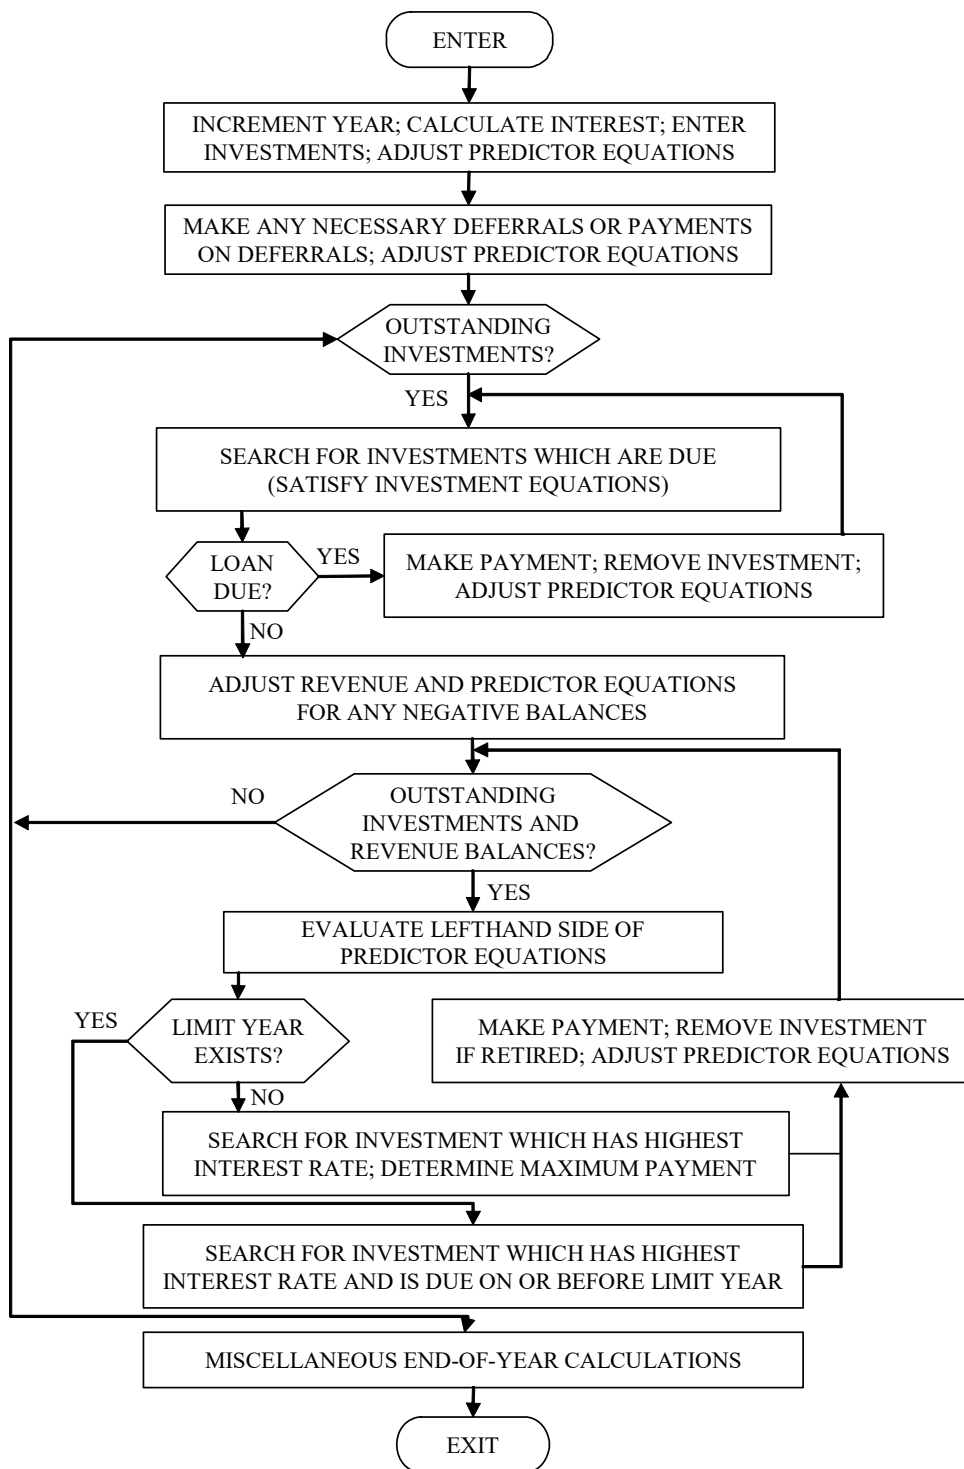 ENTER
INCREMENT YEAR; CALCULATE INTEREST; ENTER
INVESTMENTS; ADJUST PREDICTOR EQUATIONS
MAKE ANY NECESSARY DEFERRALS OR PAYMENTS
ON DEFERRALS; ADJUST PREDICTOR EQUATIONS
OUTSTANDING
INVESTMENTS?
YES
SEARCH FOR INVESTMENTS WHICH ARE DUE
(SATISFY INVESTMENT EQUATIONS)
LOAN
DUE?
YES
MAKE PAYMENT; REMOVE INVESTMENT;
ADJUST PREDICTOR EQUATIONS
NO
ADJUST REVENUE AND PREDICTOR EQUATIONS
FOR ANY NEGATIVE BALANCES
NO
OUTSTANDING
INVESTMENTS AND
REVENUE BALANCES?
YES
EVALUATE LEFTHAND SIDE OF
PREDICTOR EQUATIONS
YES
LIMIT YEAR
EXISTS?
MAKE PAYMENT; REMOVE INVESTMENT
IF RETIRED; ADJUST PREDICTOR EQUATIONS
NO
SEARCH FOR INVESTMENT WHICH HAS HIGHEST
INTEREST RATE; DETERMINE MAXIMUM PAYMENT
SEARCH FOR INVESTMENT WHICH HAS HIGHEST
INTEREST RATE AND IS DUE ON OR BEFORE LIMIT YEAR
MISCELLANEOUS END-OF-YEAR CALCULATIONS
EXIT